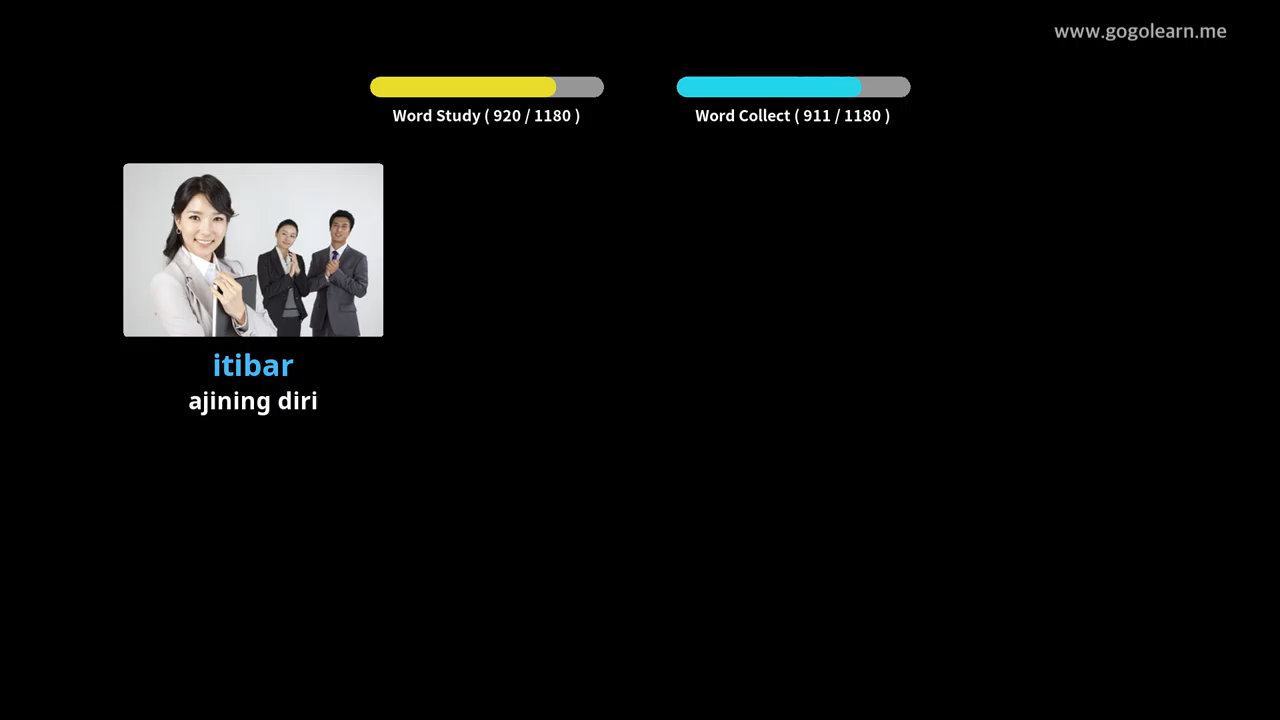 www.gogolearn.me
Word Study ( 920 / 1180 )
Word Collect ( 911 / 1180 )
itibar
ajining diri